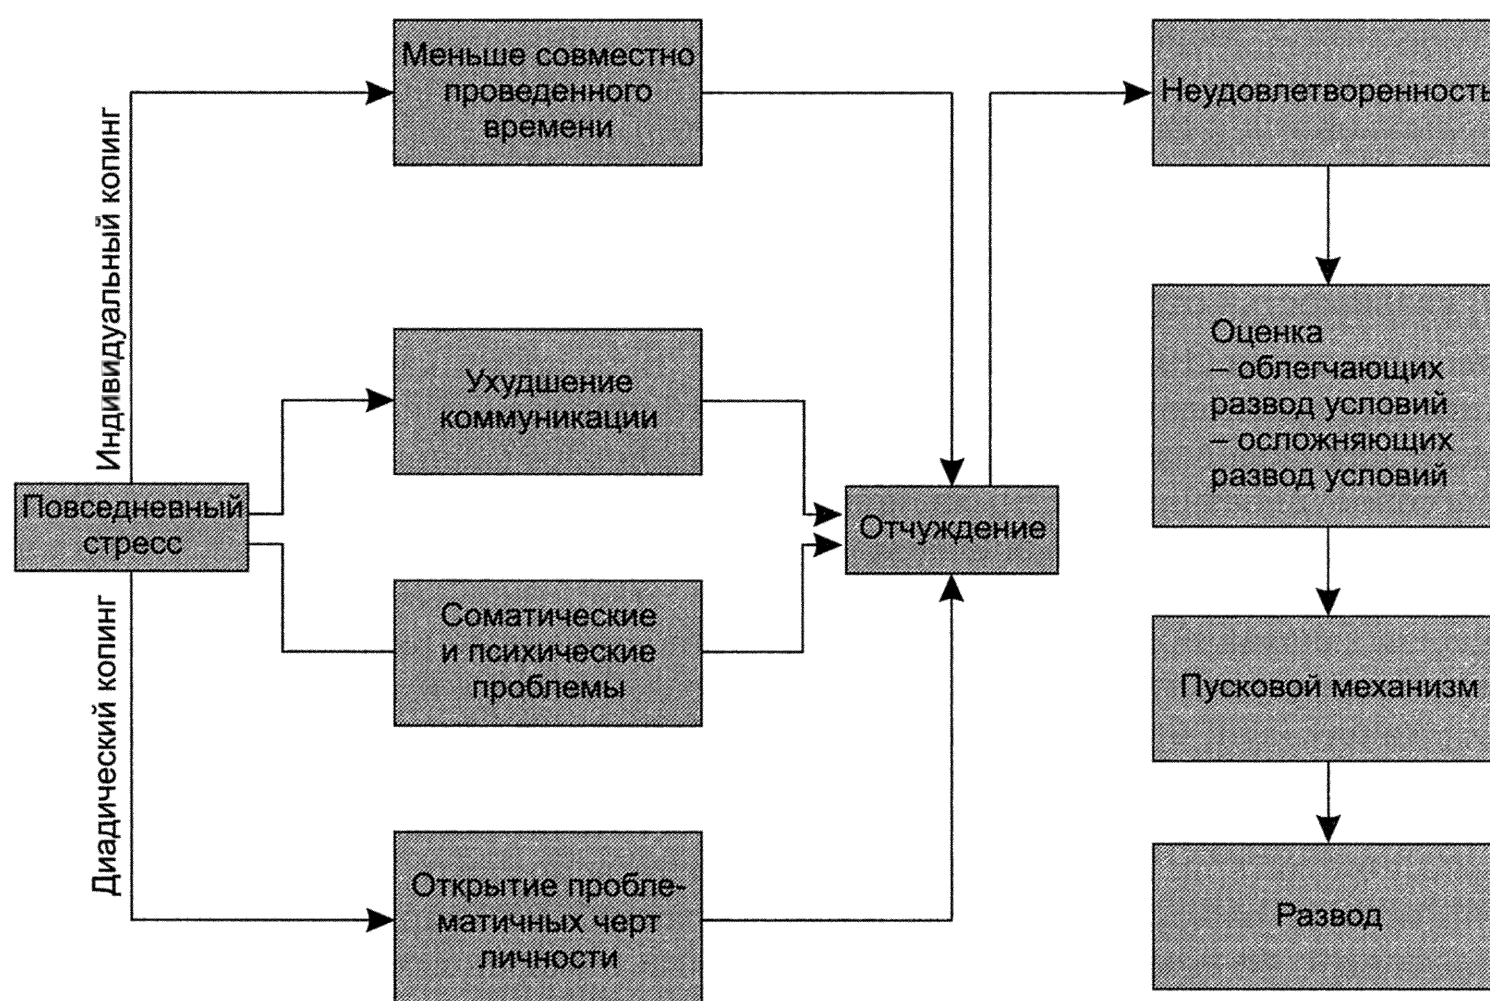 Меньше совместно
проведенного
времени
Неудовлетворенность
Индивидуальный копинг
Ухудшение
коммуникации
Оценка
– облегчающих
развод условий
– осложняющих
развод условий
Повседневный
стресс
Отчуждение
Соматические
и психические
проблемы
Пусковой механизм
Диадический копинг
Открытие пробле-
матичных черт
личности
Развод